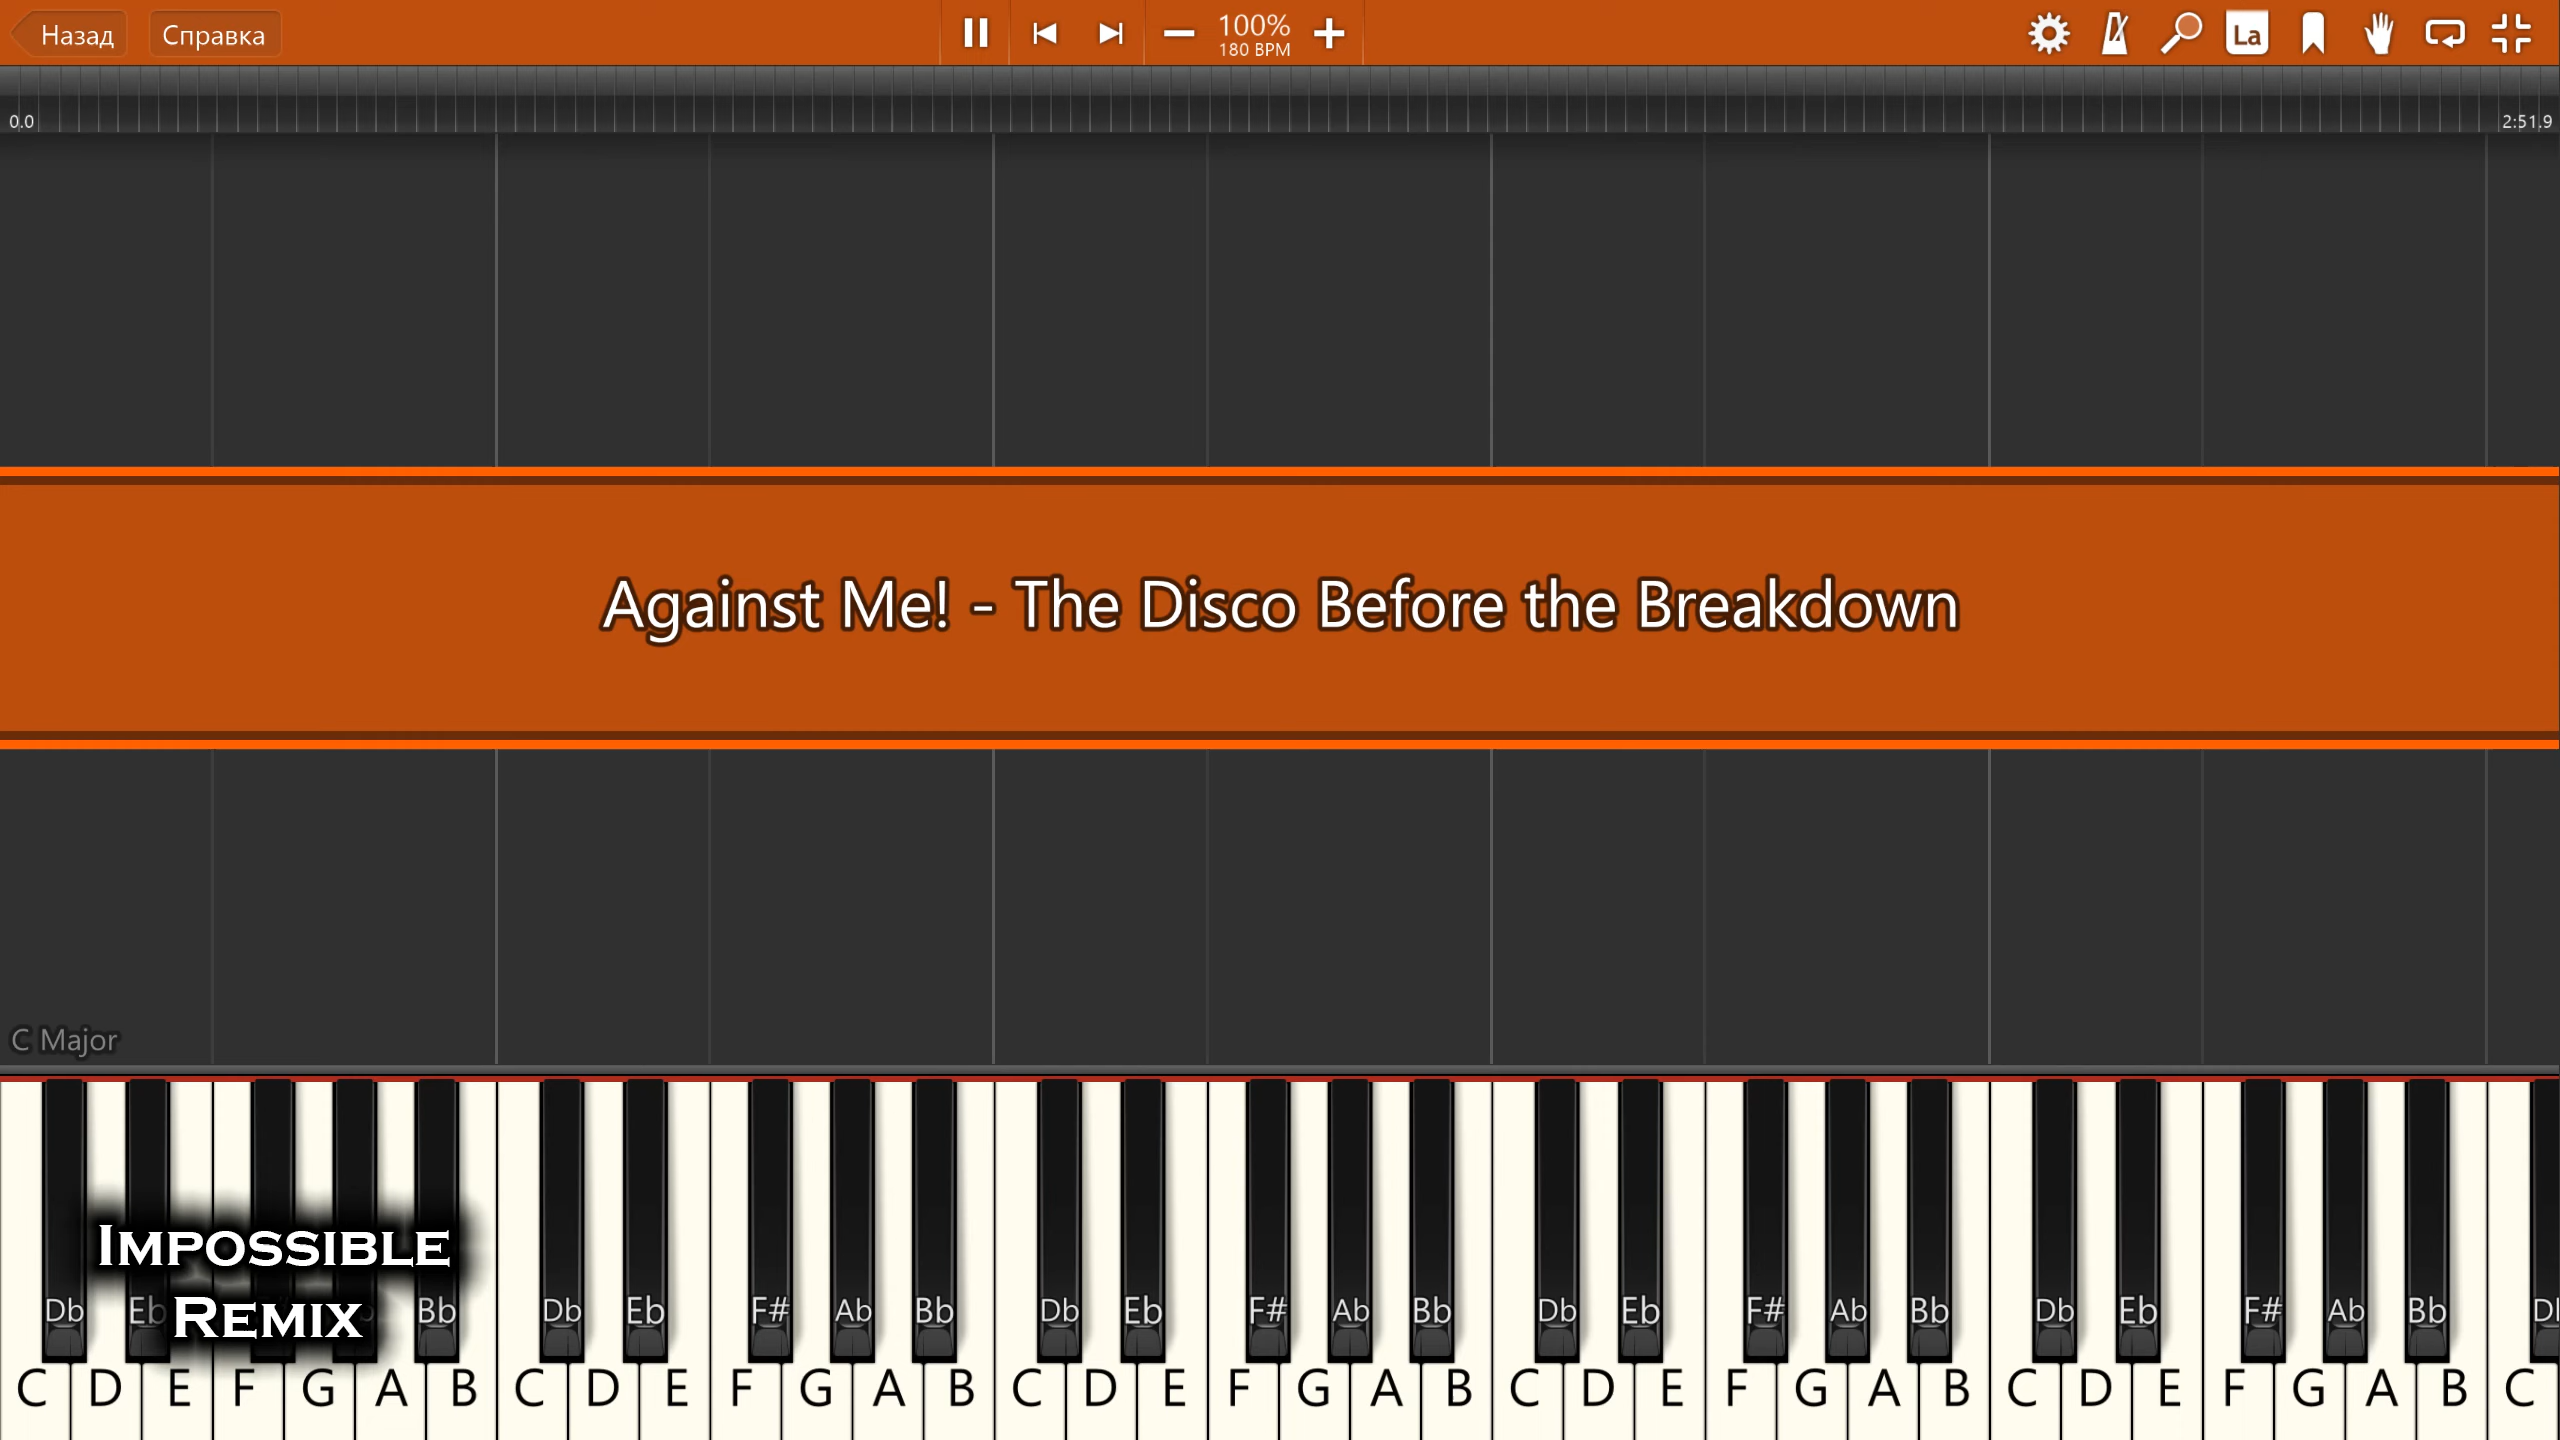 Назад Справка 100% La
180 BPM
0.0 2:51.9
Against Me! - The Disco Before the Breakdown
C Major
Impossible
Remix
Db Eb Bb Db Eb F# Ab Bb Db Eb F# Ab Bb Db Eb F# Ab Bb Db Eb F# Ab Bb
C D E F G A B C D E F G A B C D E F G A B C D E F G A B C D E F G A B C